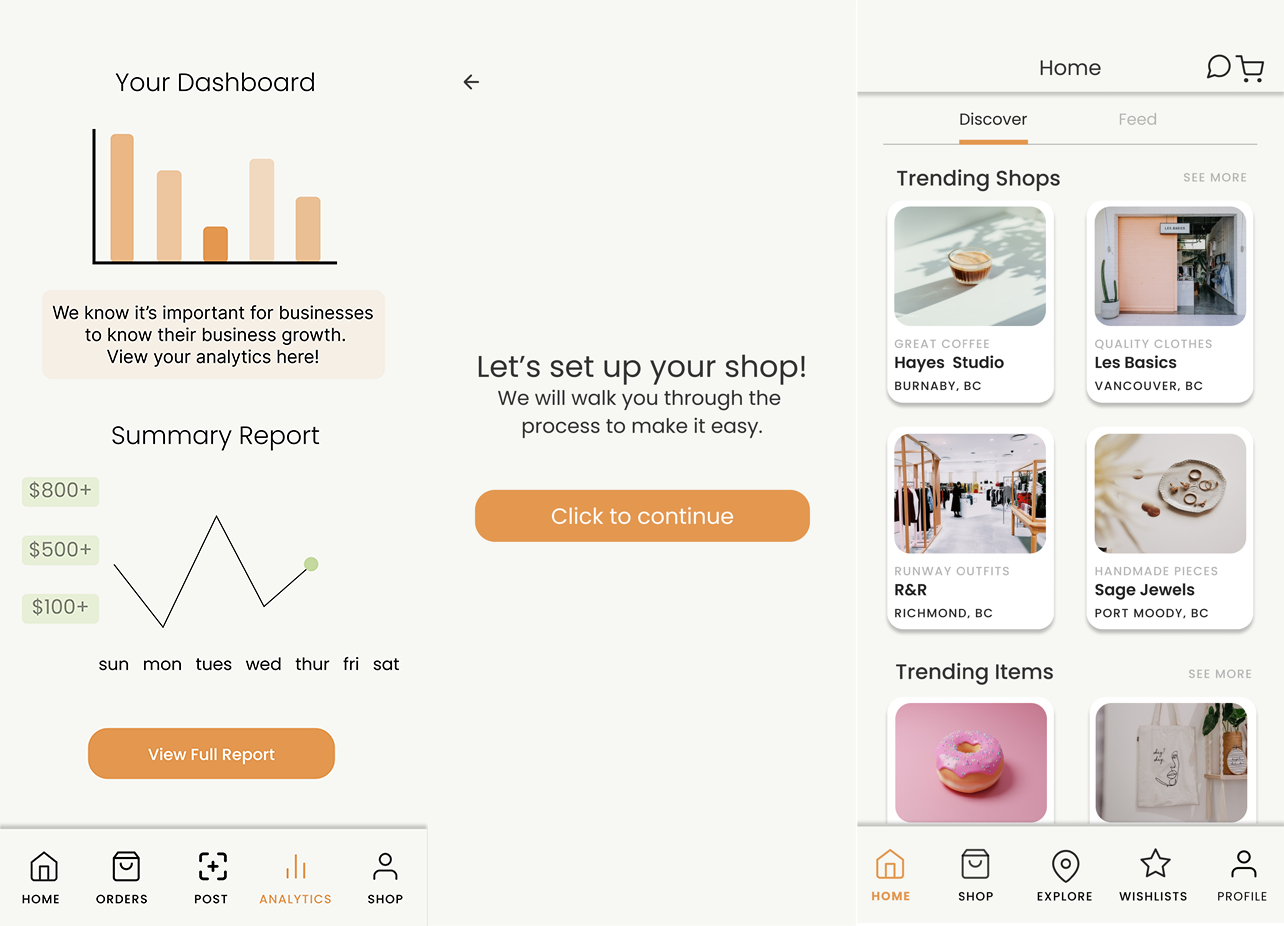 Your Dashboard
We know it’s important for businesses
to know their business growth.
View your analytics here!
Summary Report
$800+
$500+
$100+
sun mon tues wed thur fri sat
View Full Report
HOME ORDERS POST ANALYTICS SHOP
Let’s set up your shop!
We will walk you through the
process to make it easy.
Click to continue
Home
Discover Feed
Trending Shops SEE MORE
LES BASICS
GREAT COFFEE
Hayes Studio
BURNABY, BC
QUALITY CLOTHES
Les Basics
VANCOUVER, BC
RUNWAY OUTFITS
R&R
RICHMOND, BC
HANDMADE PIECES
Sage Jewels
PORT MOODY, BC
Trending Items SEE MORE
HOME SHOP EXPLORE WISHLISTS PROFILE